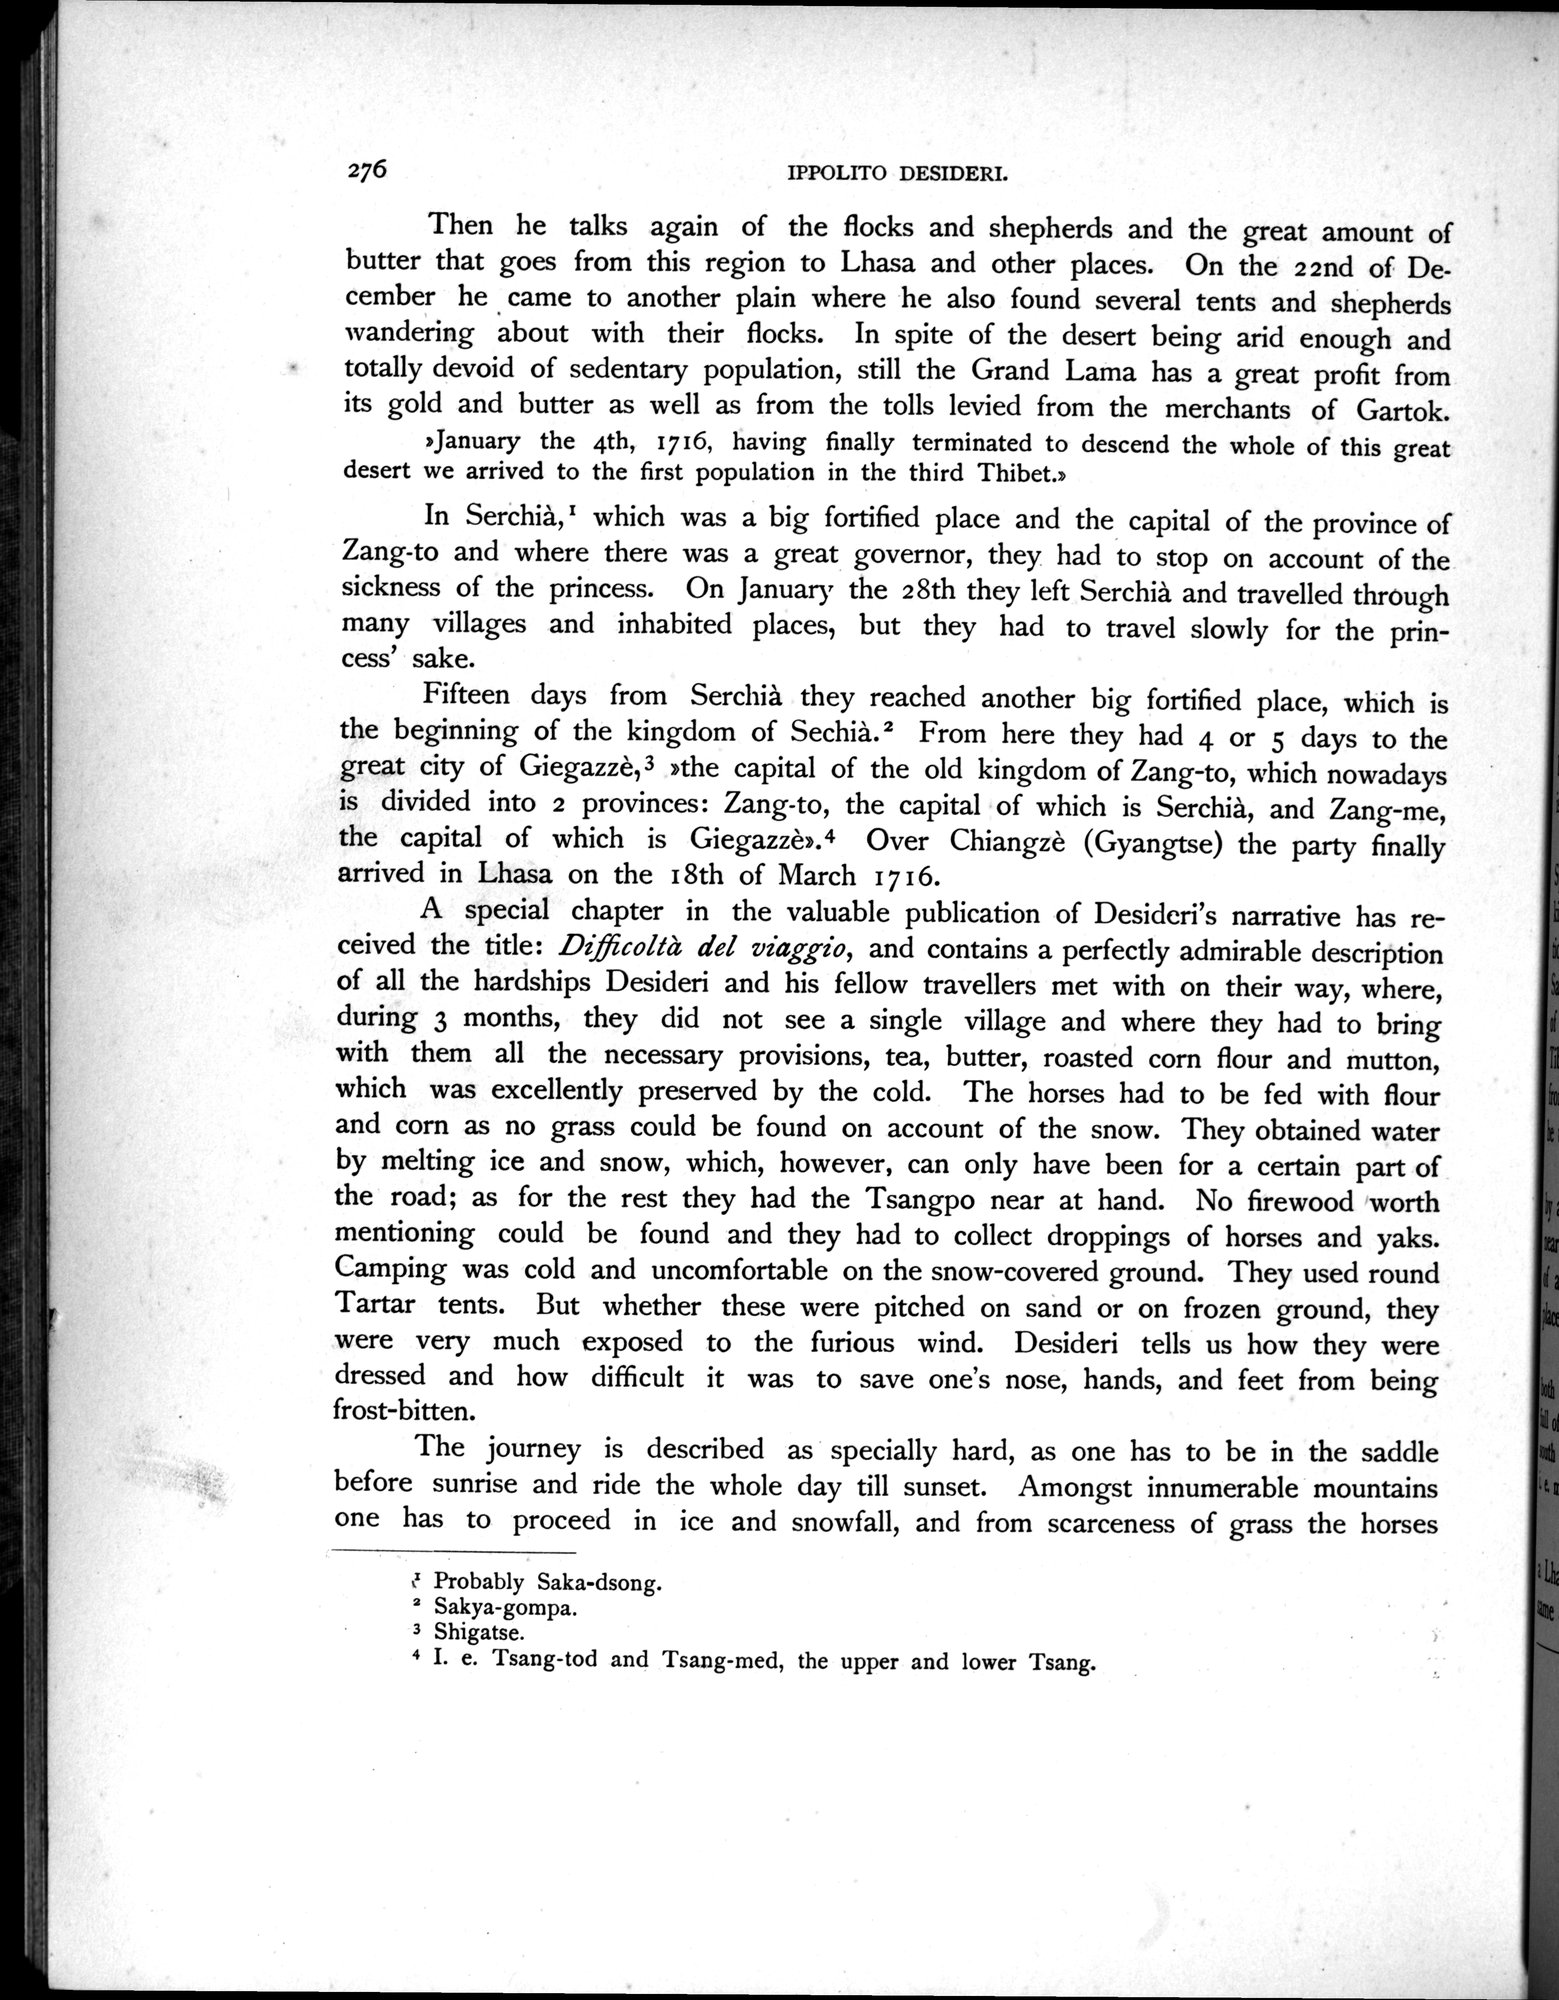 276 IPPOLITO DESIDERI.
Then he talks again of the flocks and shepherds and the great amount of
butter that goes from this region to Lhasa and other places. On the 22nd of De-
cember he came to another plain where he also found several tents and shepherds
wandering about with their flocks. In spite of the desert being arid enough and
totally devoid of sedentary population, still the Grand Lama has a great profit from
its gold and butter as well as from the tolls levied from the merchants of Gartok.
»January the 4th, 1716, having finally terminated to descend the whole of this great
desert we arrived to the first population in the third Thibet.»
In Serchià,¹ which was a big fortified place and the capital of the province of
Zang-to and where there was a great governor, they had to stop on account of the
sickness of the princess. On January the 28th they left Serchià and travelled through
many villages and inhabited places, but they had to travel slowly for the prin-
cess' sake.
Fifteen days from Serchià they reached another big fortified place, which is
the beginning of the kingdom of Sechià.² From here they had 4 or 5 days to the
great city of Giegazzè,³ »the capital of the old kingdom of Zang-to, which nowadays
is divided into 2 provinces: Zang-to, the capital of which is Serchià, and Zang-me,
the capital of which is Giegazzè».⁴ Over Chiangzè (Gyangtse) the party finally
arrived in Lhasa on the 18th of March 1716.
A special chapter in the valuable publication of Desideri's narrative has re-
ceived the title: Difficoltà del viaggio, and contains a perfectly admirable description
of all the hardships Desideri and his fellow travellers met with on their way, where,
during 3 months, they did not see a single village and where they had to bring
with them all the necessary provisions, tea, butter, roasted corn flour and mutton,
which was excellently preserved by the cold. The horses had to be fed with flour
and corn as no grass could be found on account of the snow. They obtained water
by melting ice and snow, which, however, can only have been for a certain part of
the road; as for the rest they had the Tsangpo near at hand. No firewood worth
mentioning could be found and they had to collect droppings of horses and yaks.
Camping was cold and uncomfortable on the snow-covered ground. They used round
Tartar tents. But whether these were pitched on sand or on frozen ground, they
were very much exposed to the furious wind. Desideri tells us how they were
dressed and how difficult it was to save one's nose, hands, and feet from being
frost-bitten.
The journey is described as specially hard, as one has to be in the saddle
before sunrise and ride the whole day till sunset. Amongst innumerable mountains
one has to proceed in ice and snowfall, and from scarceness of grass the horses
¹ Probably Saka-dsong.
² Sakya-gompa.
³ Shigatse.
⁴ I. e. Tsang-tod and Tsang-med, the upper and lower Tsang.